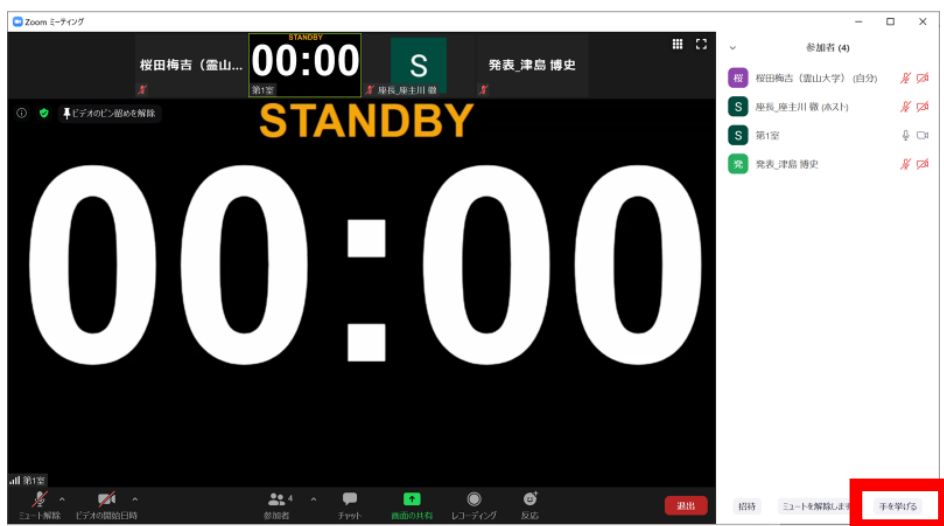 Zoom ミーティング
桜田梅吉（霊山...
STANDBY
00:00
第1室
S
座長_座主川 徹
発表_津島 博史
ビデオのピン留めを解除
STANDBY
00:00
第1室
ミュート解除
ビデオの開始日時
参加者
4
チャット
画面の共有
レコーディング
反応
退出
参加者 (4)
桜 桜田梅吉（霊山大学） (自分)
S 座長_座主川 徹 (ホスト)
S 第1室
発 発表_津島 博史
招待
ミュートを解除します
手を挙げる